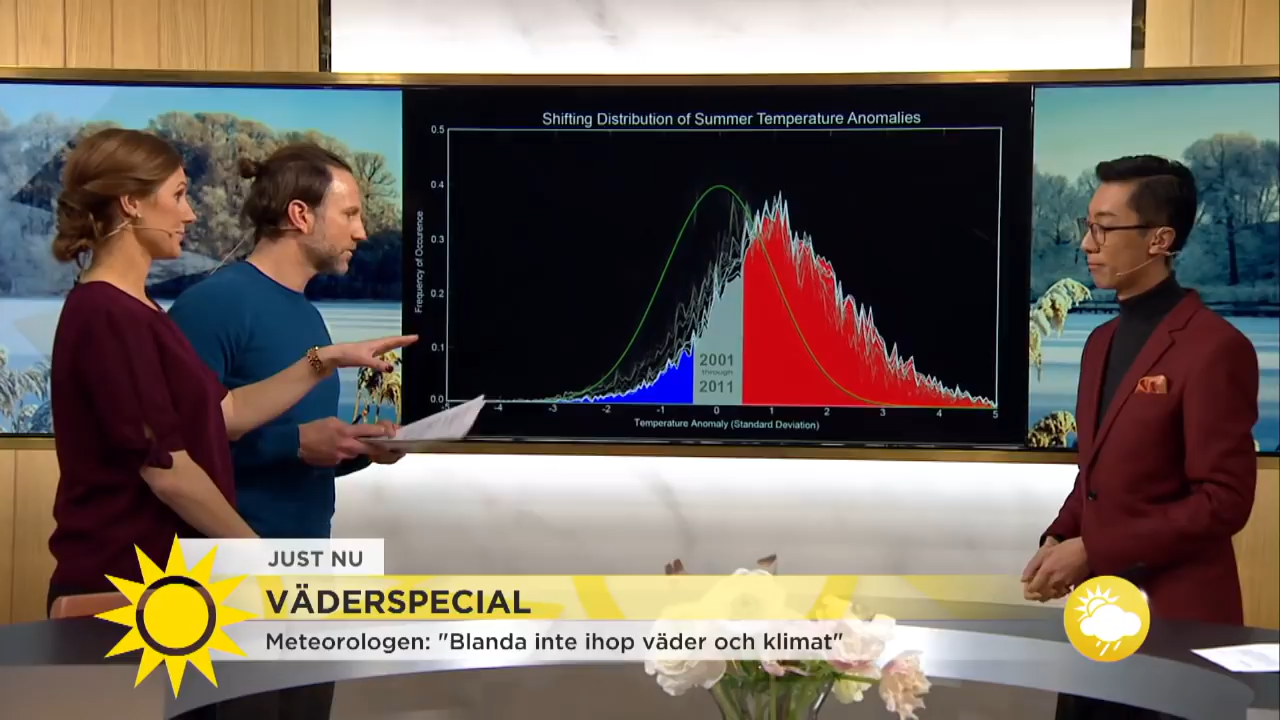 Shifting Distribution of Summer Temperature Anomalies
0.5
0.4
0.3
0.2
0.1
0.0
Frequency of Occurence
2001
through
2011
-4
-3
-2
-1
0
1
2
3
4
5
Temperature Anomaly (Standard Deviation)
JUST NU
VÄDERSPECIAL
Meteorologen: "Blanda inte ihop väder och klimat"